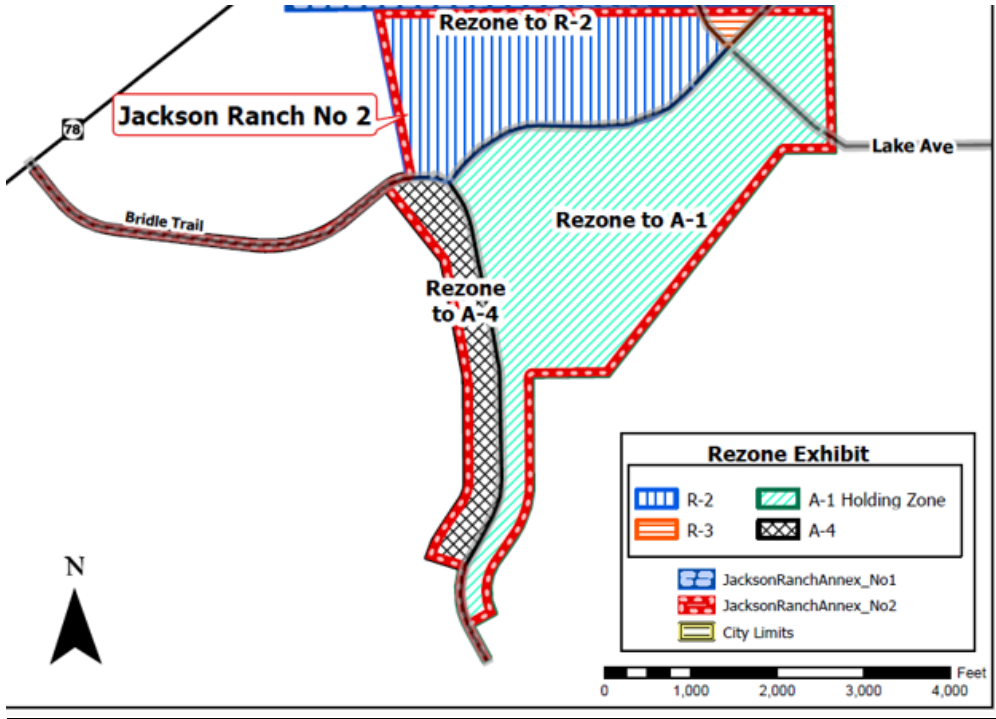 Rezone to R-2
Jackson Ranch No 2
78
Lake Ave
Bridle Trail
Rezone to A-1
Rezone
to A-4
Rezone Exhibit
R-2
A-1 Holding Zone
R-3
A-4
JacksonRanchAnnex_No1
JacksonRanchAnnex_No2
City Limits
N
Feet
0 1,000 2,000 3,000 4,000